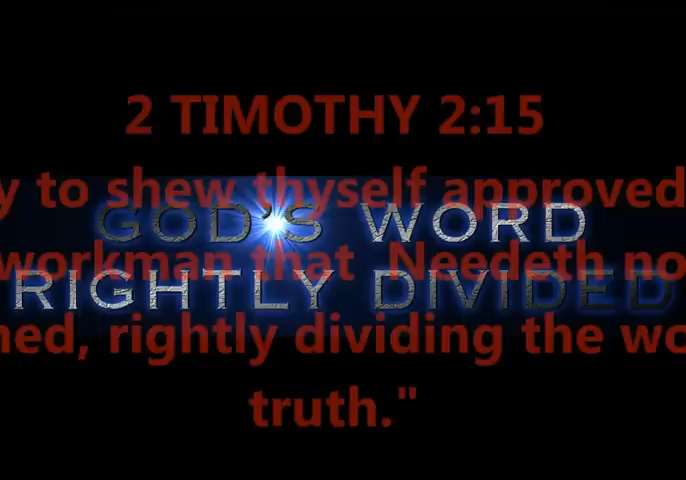 2 TIMOTHY 2:15
y to shew thyself approved
GOD'S WORD
workman that Needeth no
RIGHTLY DIVIDED
ned, rightly dividing the wo
truth."